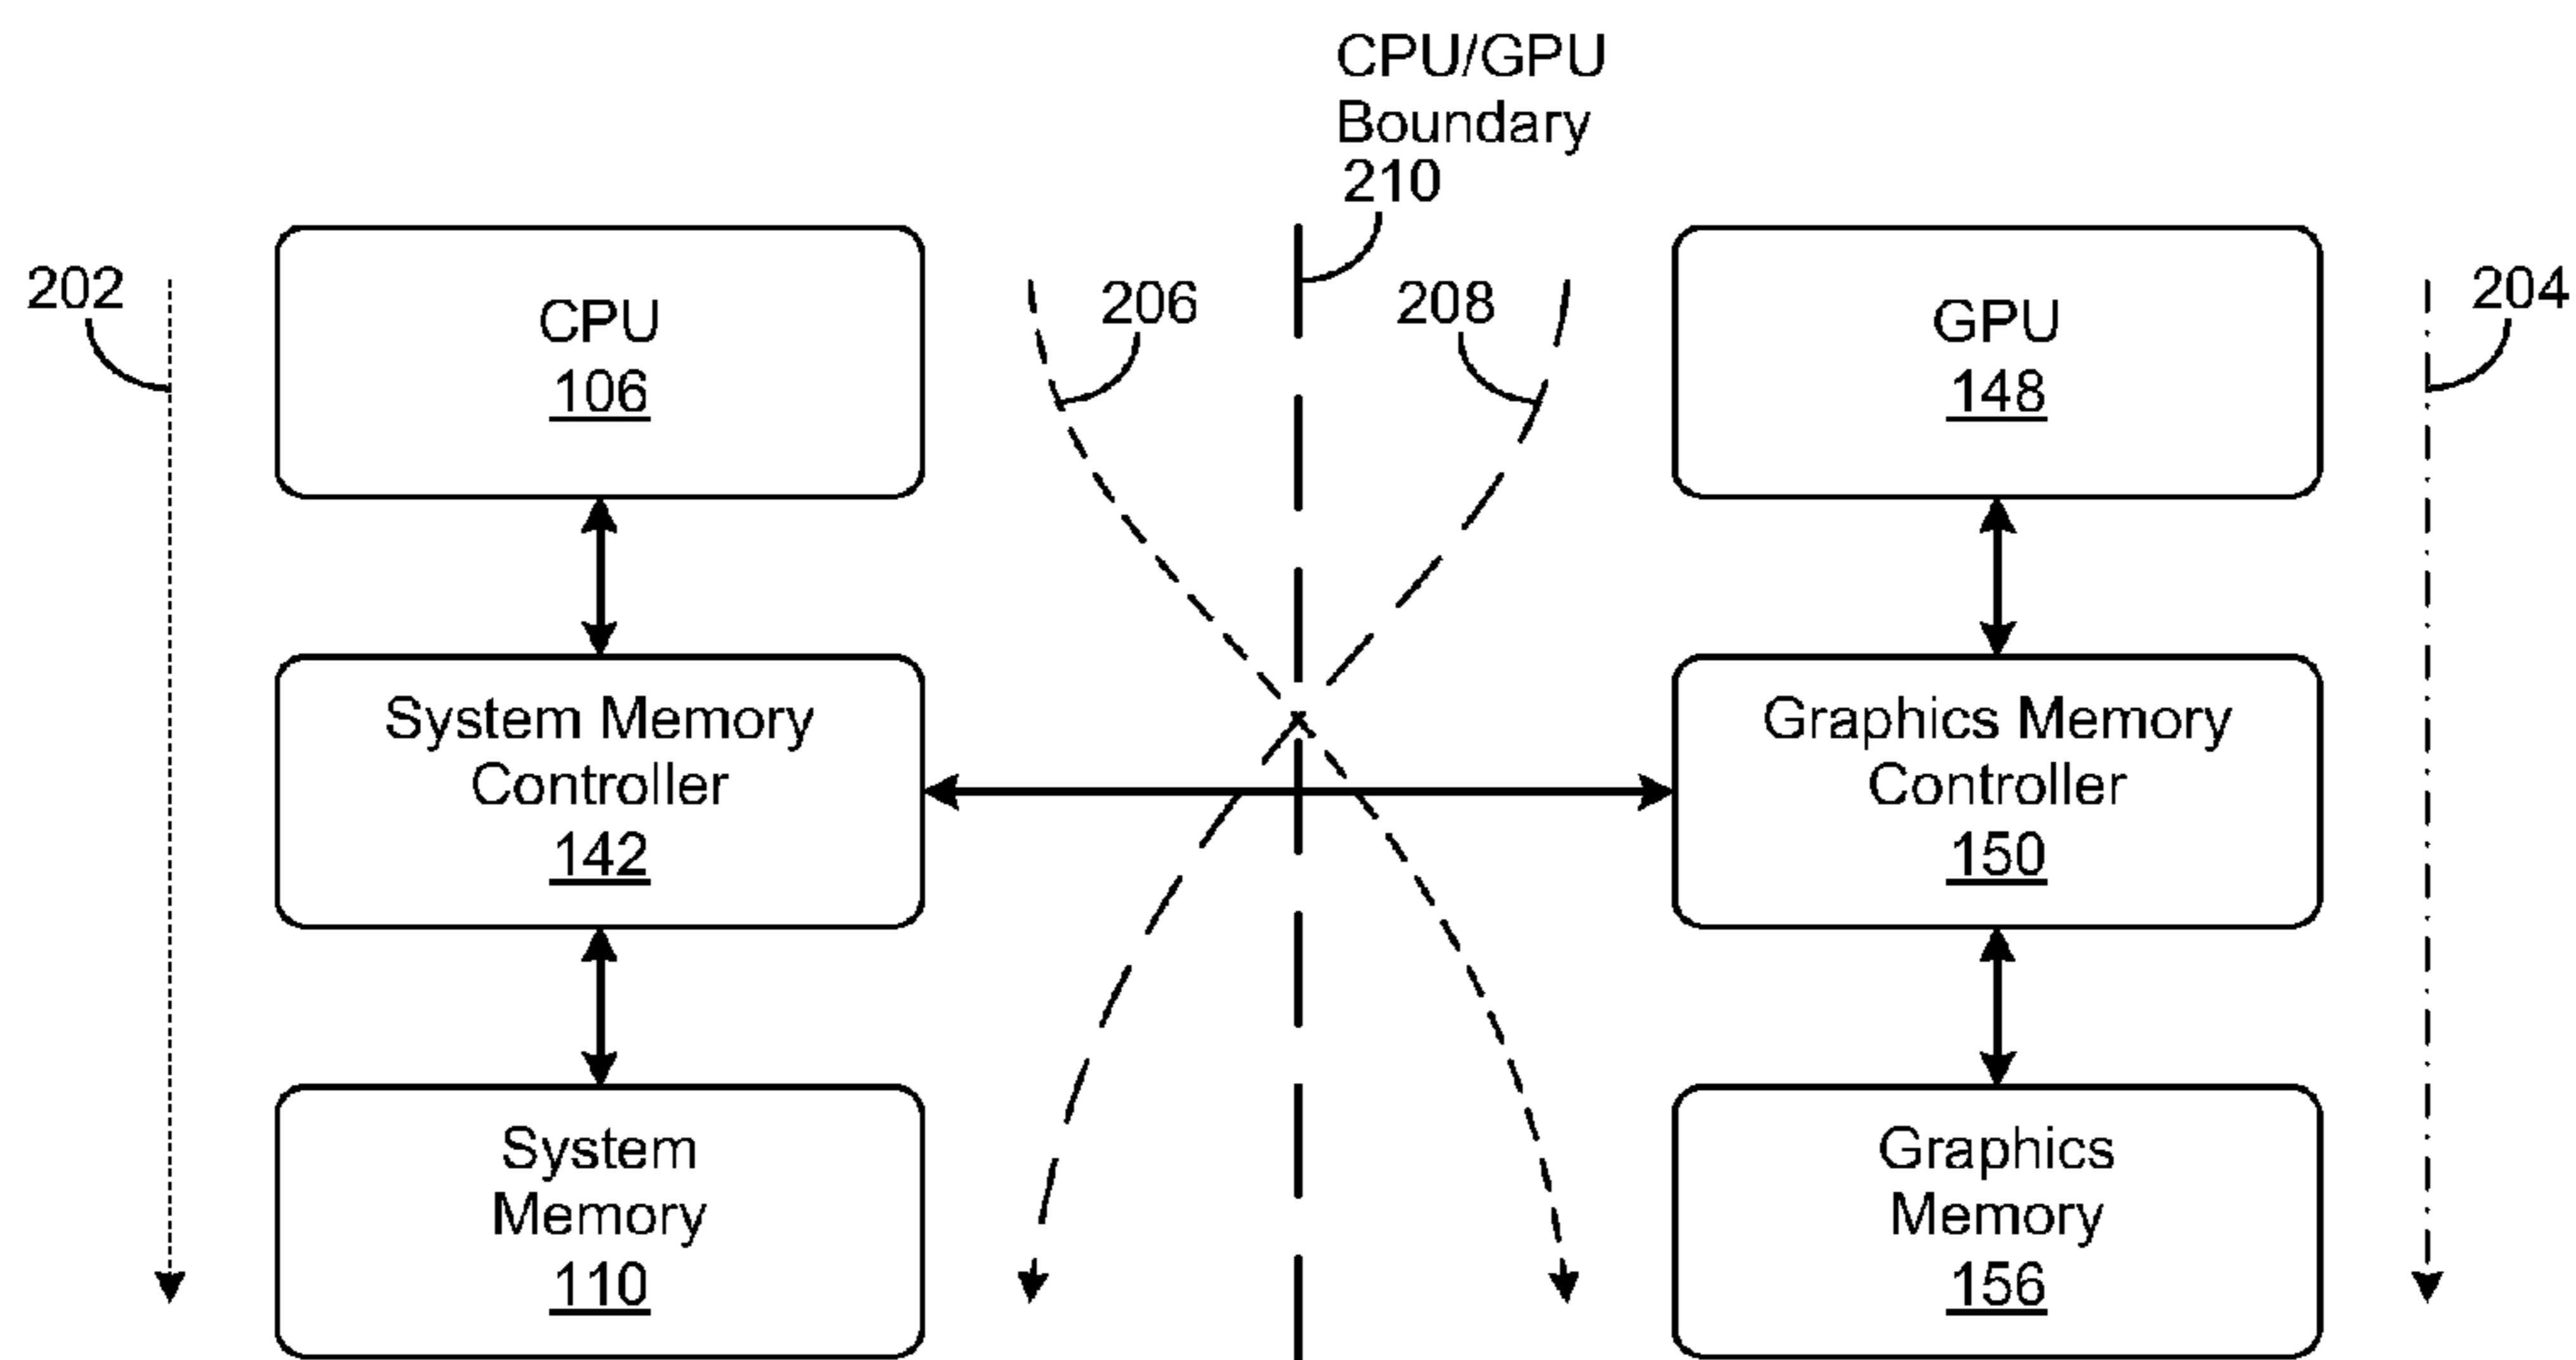 CPU/GPU
Boundary
210
202
CPU
106
206
208
GPU
148
204
System Memory
Controller
142
Graphics Memory
Controller
150
System
Memory
110
Graphics
Memory
156